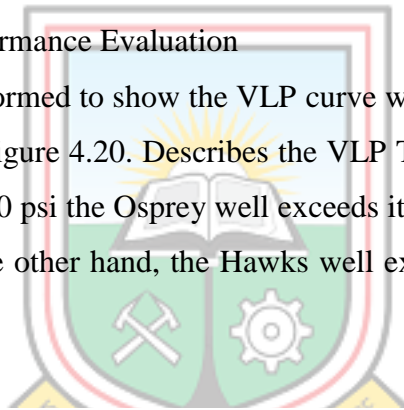 rmance Evaluation
ormed to show the VLP curve w
igure 4.20. Describes the VLP T
0 psi the Osprey well exceeds it
e other hand, the Hawks well ex